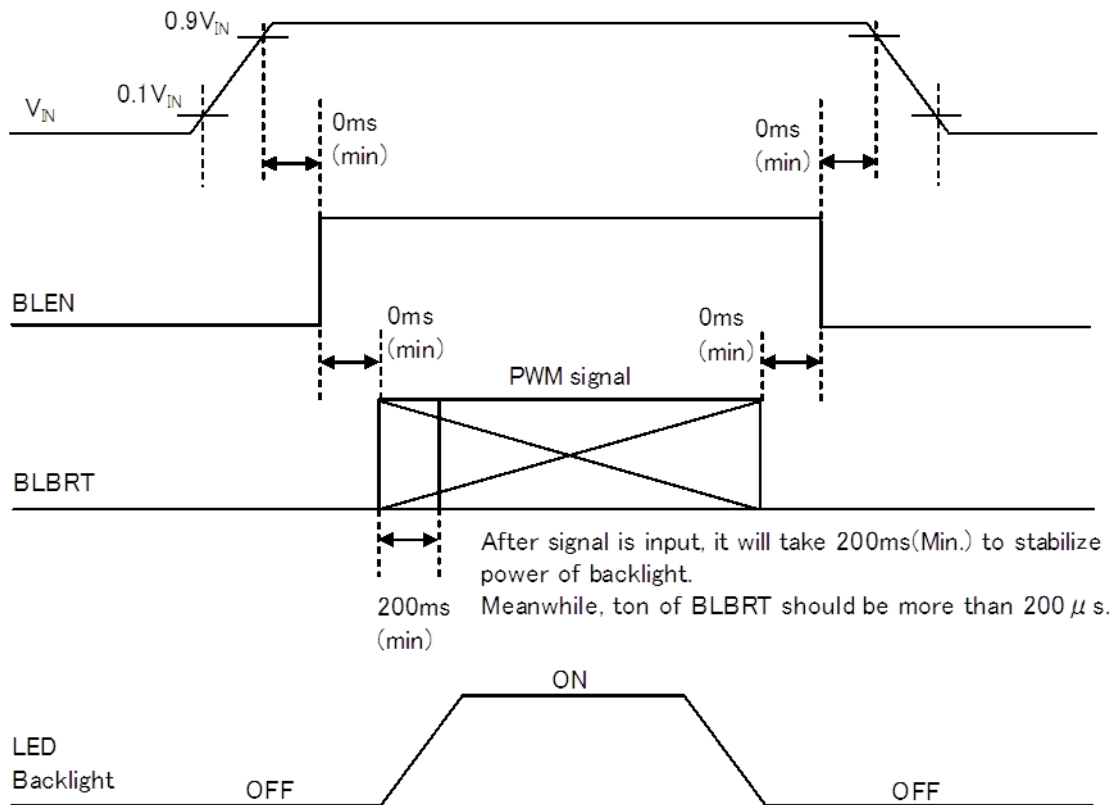 0.9VIN
0.1VIN
VIN
0ms
(min)
0ms
(min)
BLEN
0ms
(min)
0ms
(min)
PWM signal
BLBRT
After signal is input, it will take 200ms(Min.) to stabilize
power of backlight.
Meanwhile, ton of BLBRT should be more than 200μs.
200ms
(min)
ON
LED
Backlight
OFF
OFF